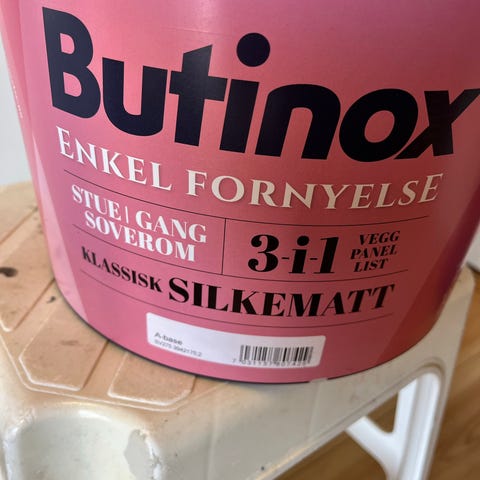 Butinox
ENKEL FORNYELSE
STUE | GANG
SOVEROM
3-i-1
VEGG
PANEL
LIST
KLASSISK SILKEMATT
A-base